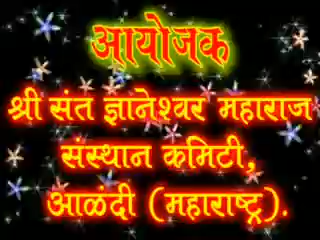 आयोजक
श्री संत ज्ञानेश्वर महाराज
संस्थान कमिटी,
आळंदी (महाराष्ट्र).